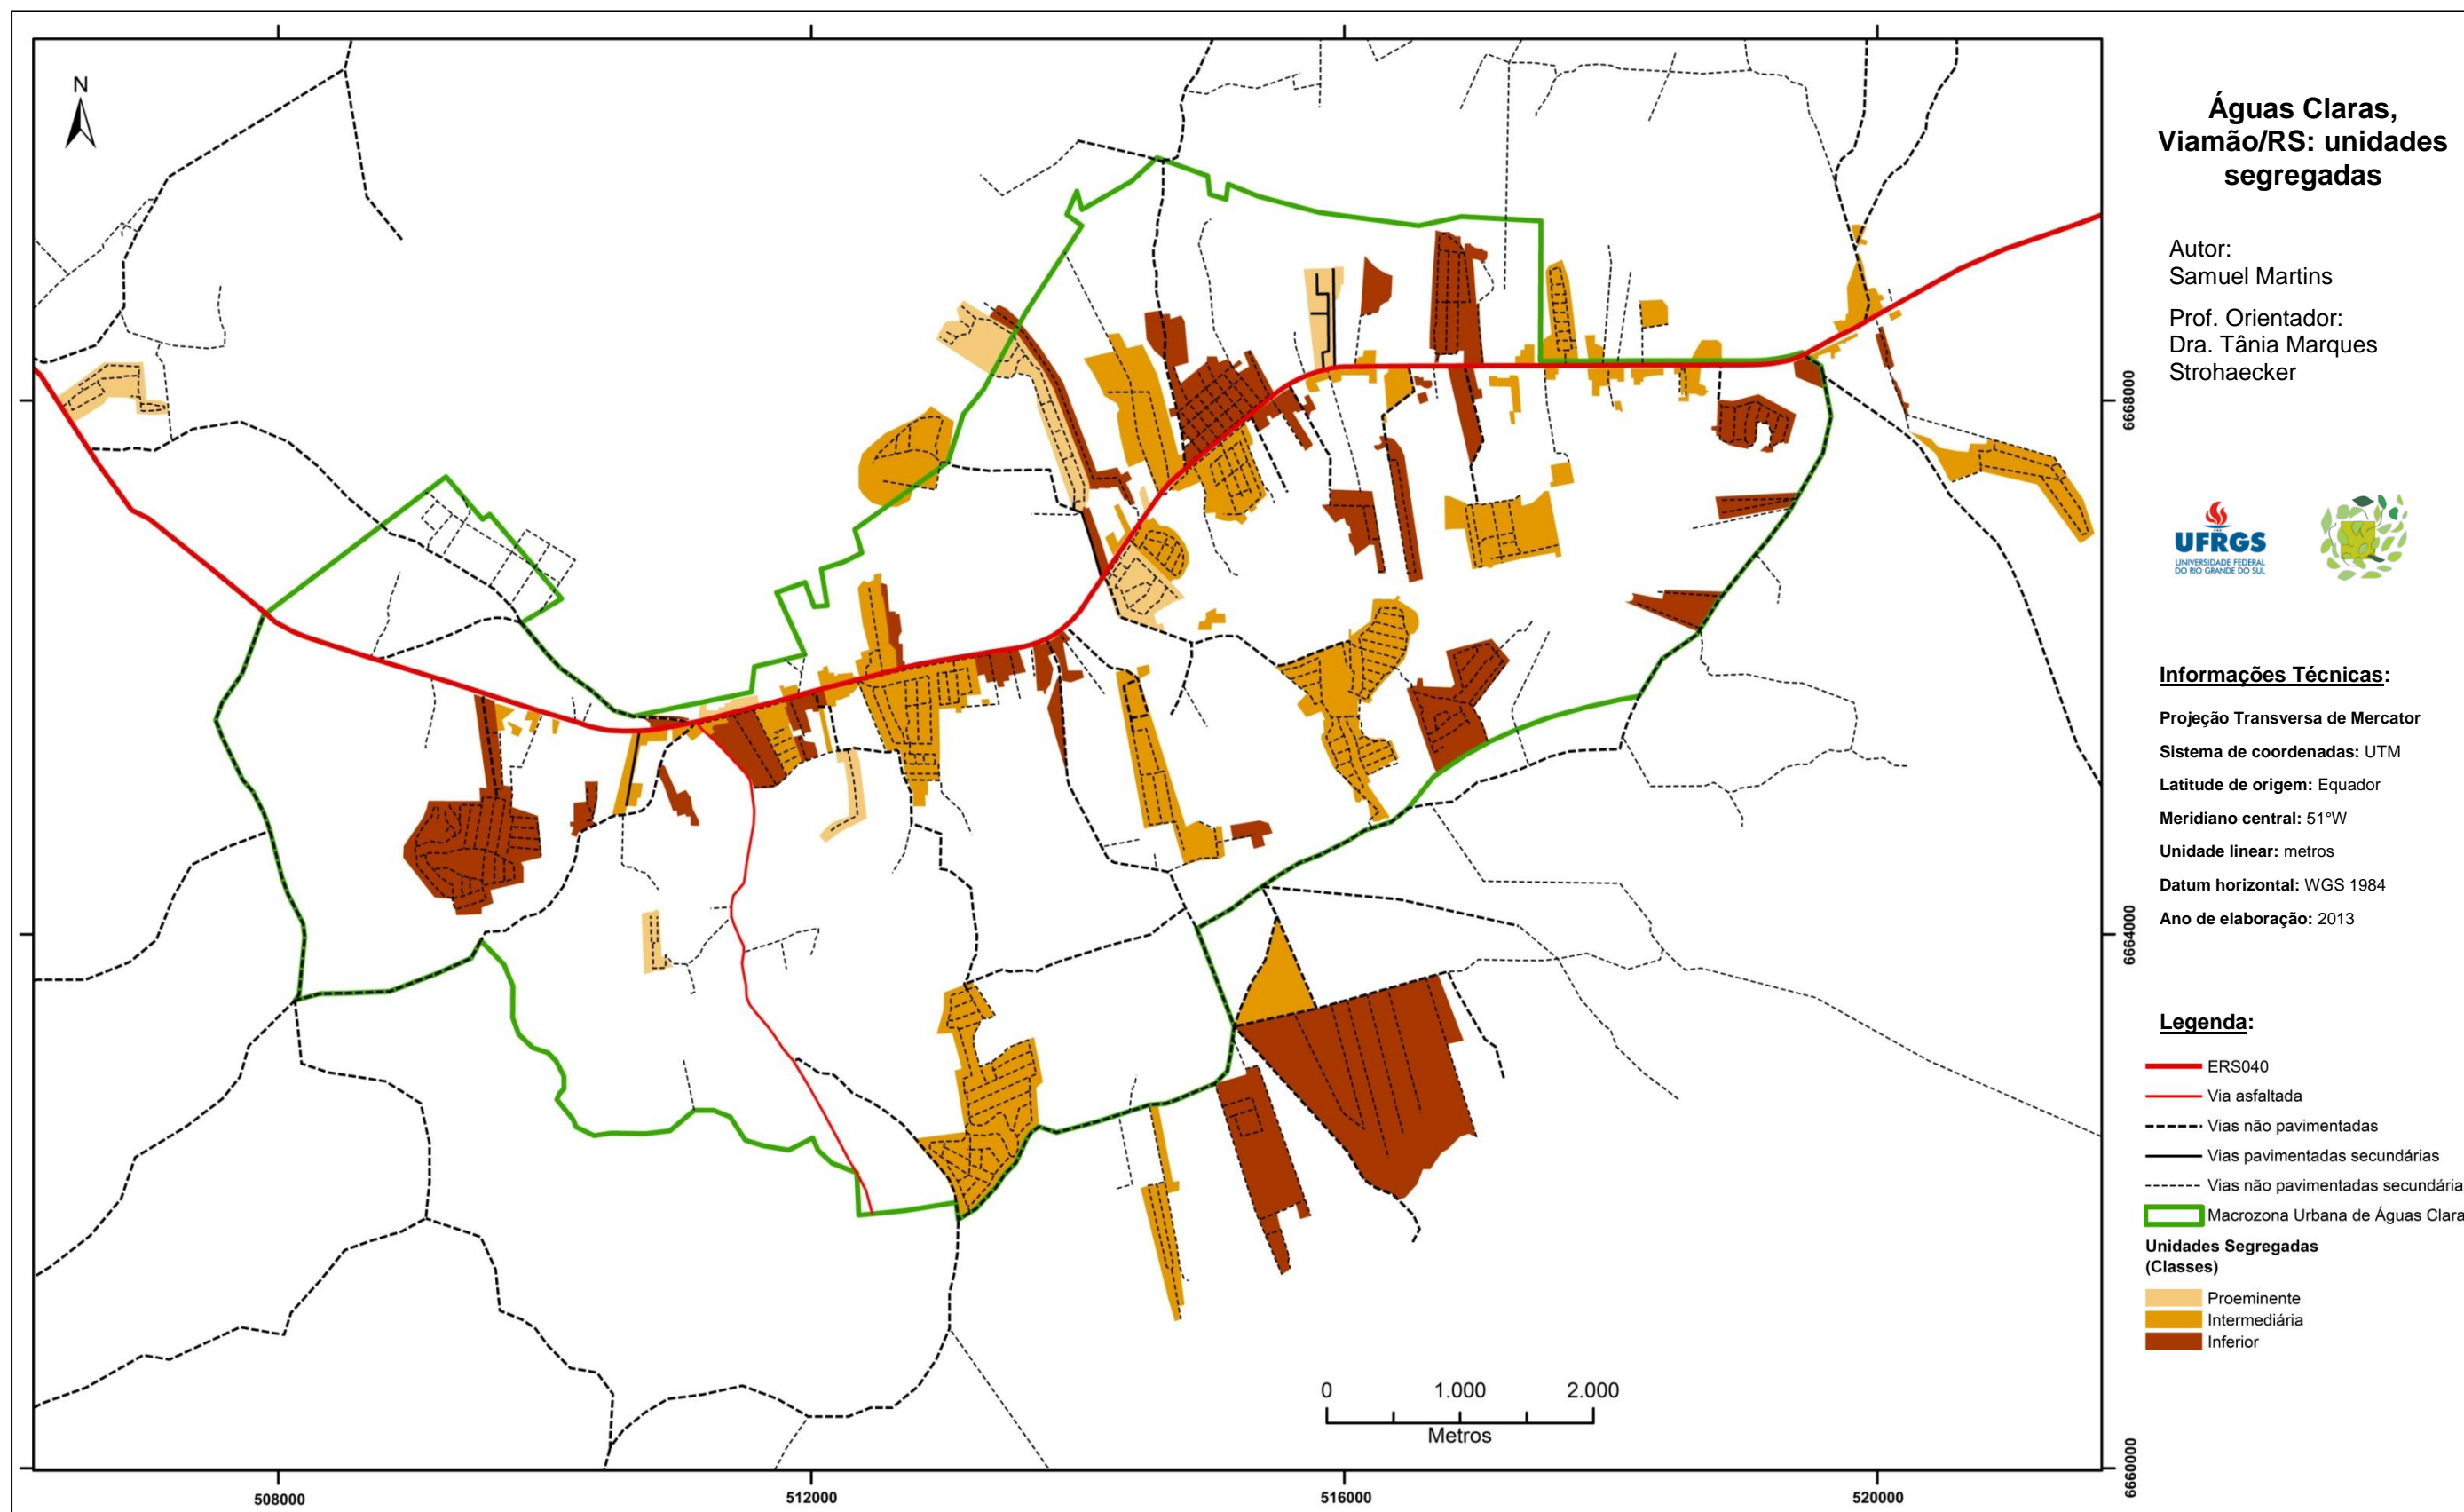 N
Águas Claras,
Viamão/RS: unidades
segregadas
Autor:
Samuel Martins
Prof. Orientador:
Dra. Tânia Marques
Strohaecker
UFRGS
UNIVERSIDADE FEDERAL
DO RIO GRANDE DO SUL
Informações Técnicas:
Projeção Transversa de Mercator
Sistema de coordenadas: UTM
Latitude de origem: Equador
Meridiano central: 51°W
Unidade linear: metros
Datum horizontal: WGS 1984
Ano de elaboração: 2013
Legenda:
ERS040
Via asfaltada
Vias não pavimentadas
Vias pavimentadas secundárias
Vias não pavimentadas secundária
Macrozona Urbana de Águas Clara
Unidades Segregadas
(Classes)
Proeminente
Intermediária
Inferior
6668000
6664000
6660000
0 1.000 2.000
Metros
508000 512000 516000 520000